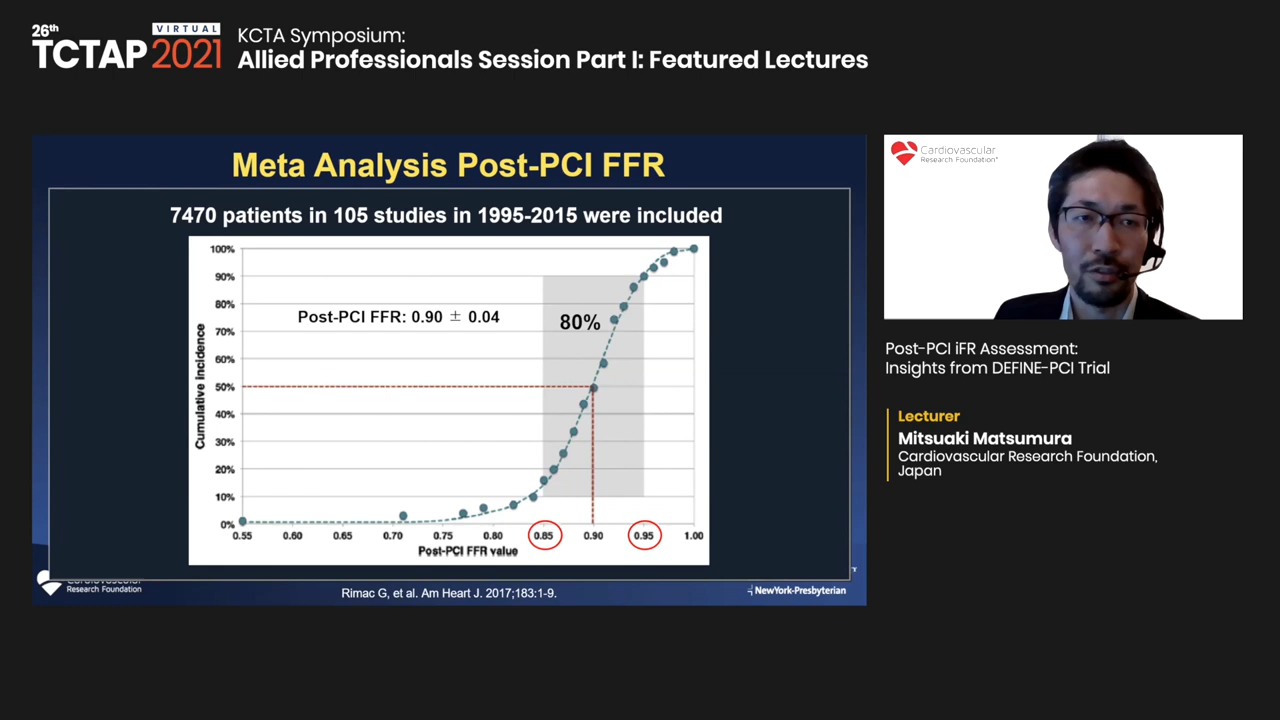 26th
VIRTUAL
TCTAP 2021
KCTA Symposium:
Allied Professionals Session Part I: Featured Lectures
Meta Analysis Post-PCI FFR
7470 patients in 105 studies in 1995-2015 were included
100%
90%
80%
70%
60%
50%
40%
30%
20%
10%
0%
Cumulative incidence
Post-PCI FFR: 0.90 ± 0.04
80%
0.55 0.60 0.65 0.70 0.75 0.80 0.85 0.90 0.95 1.00
Post-PCI FFR value
Cardiovascular
Research Foundation
Rimac G, et al. Am Heart J. 2017;183:1-9.
NewYork-Presbyterian
Cardiovascular
Research Foundation®
Post-PCI iFR Assessment:
Insights from DEFINE-PCI Trial
Lecturer
Mitsuaki Matsumura
Cardiovascular Research Foundation,
Japan